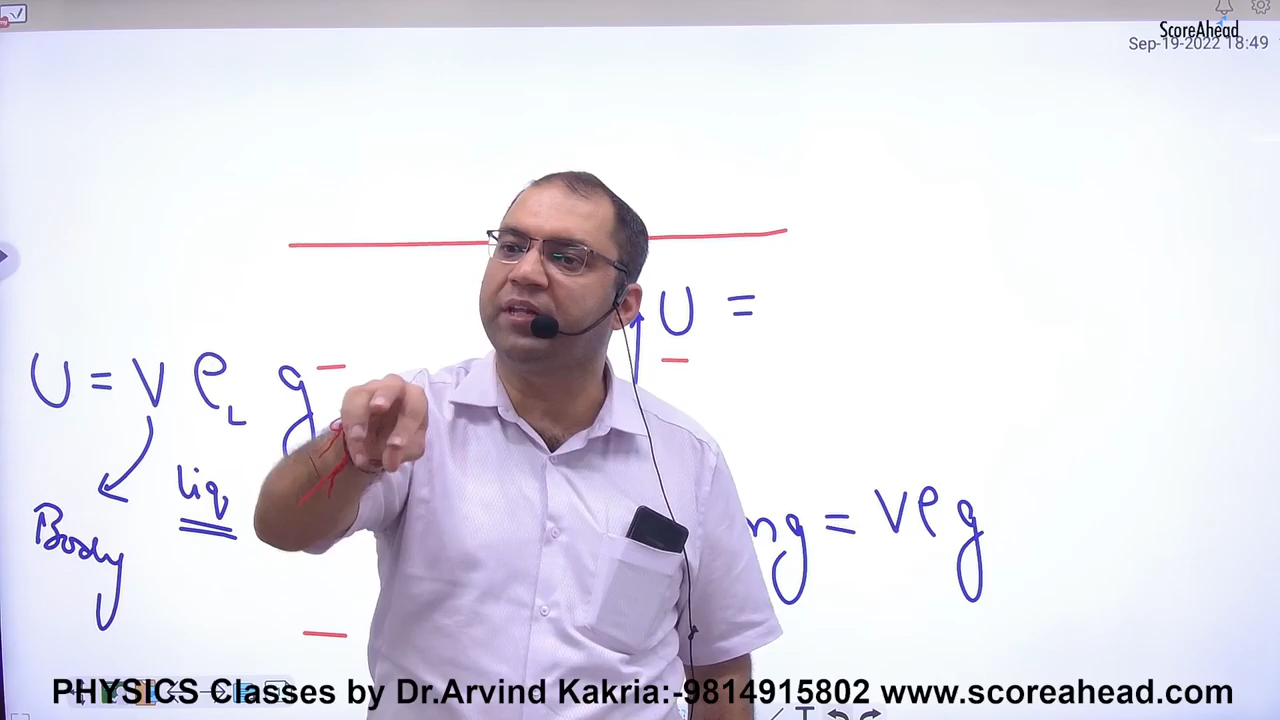 ScoreAhead
Sep-19-2022 18:49
U =
U = V ρL g
liq
Body
mg = Vρg
PHYSICS Classes by Dr.Arvind Kakria:-9814915802 www.scoreahead.com